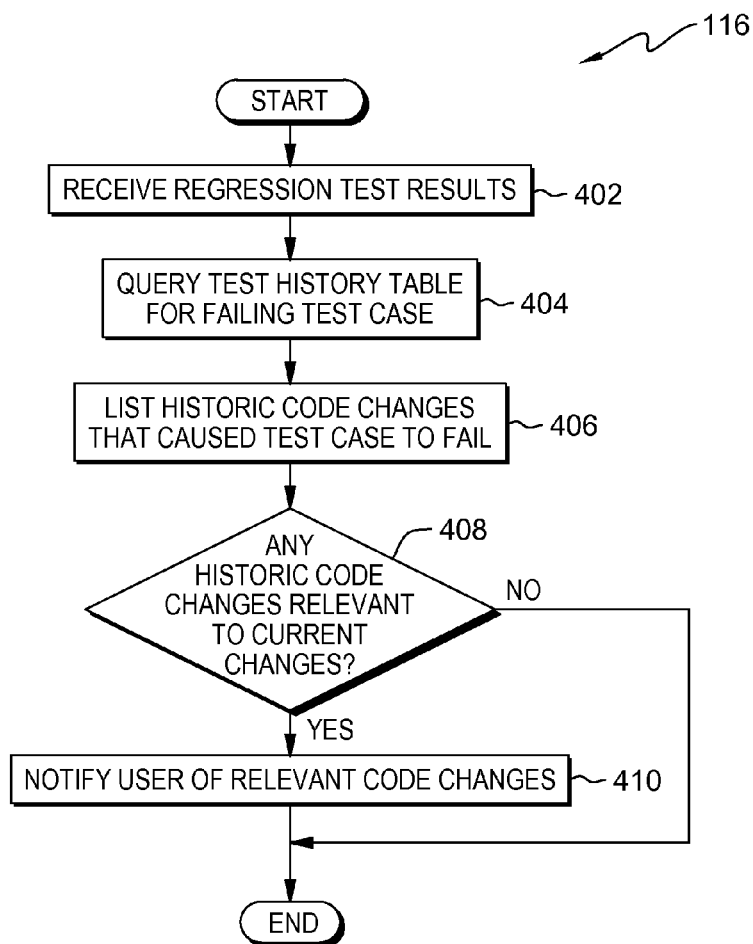 116
START
RECEIVE REGRESSION TEST RESULTS
402
QUERY TEST HISTORY TABLE
FOR FAILING TEST CASE
404
LIST HISTORIC CODE CHANGES
THAT CAUSED TEST CASE TO FAIL
406
408
ANY
HISTORIC CODE
CHANGES RELEVANT
TO CURRENT
CHANGES?
NO
YES
NOTIFY USER OF RELEVANT CODE CHANGES
410
END